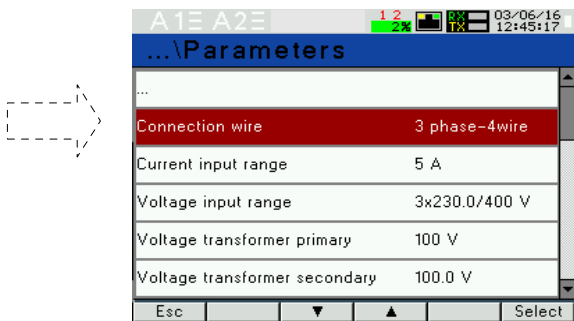 A1 A2 1 2 2% RX TX 03/06/16 12:45:17
...\Parameters
...
Connection wire 3 phase-4wire
Current input range 5 A
Voltage input range 3x230.0/400 V
Voltage transformer primary 100 V
Voltage transformer secondary 100.0 V
Esc ▼ ▲ Select